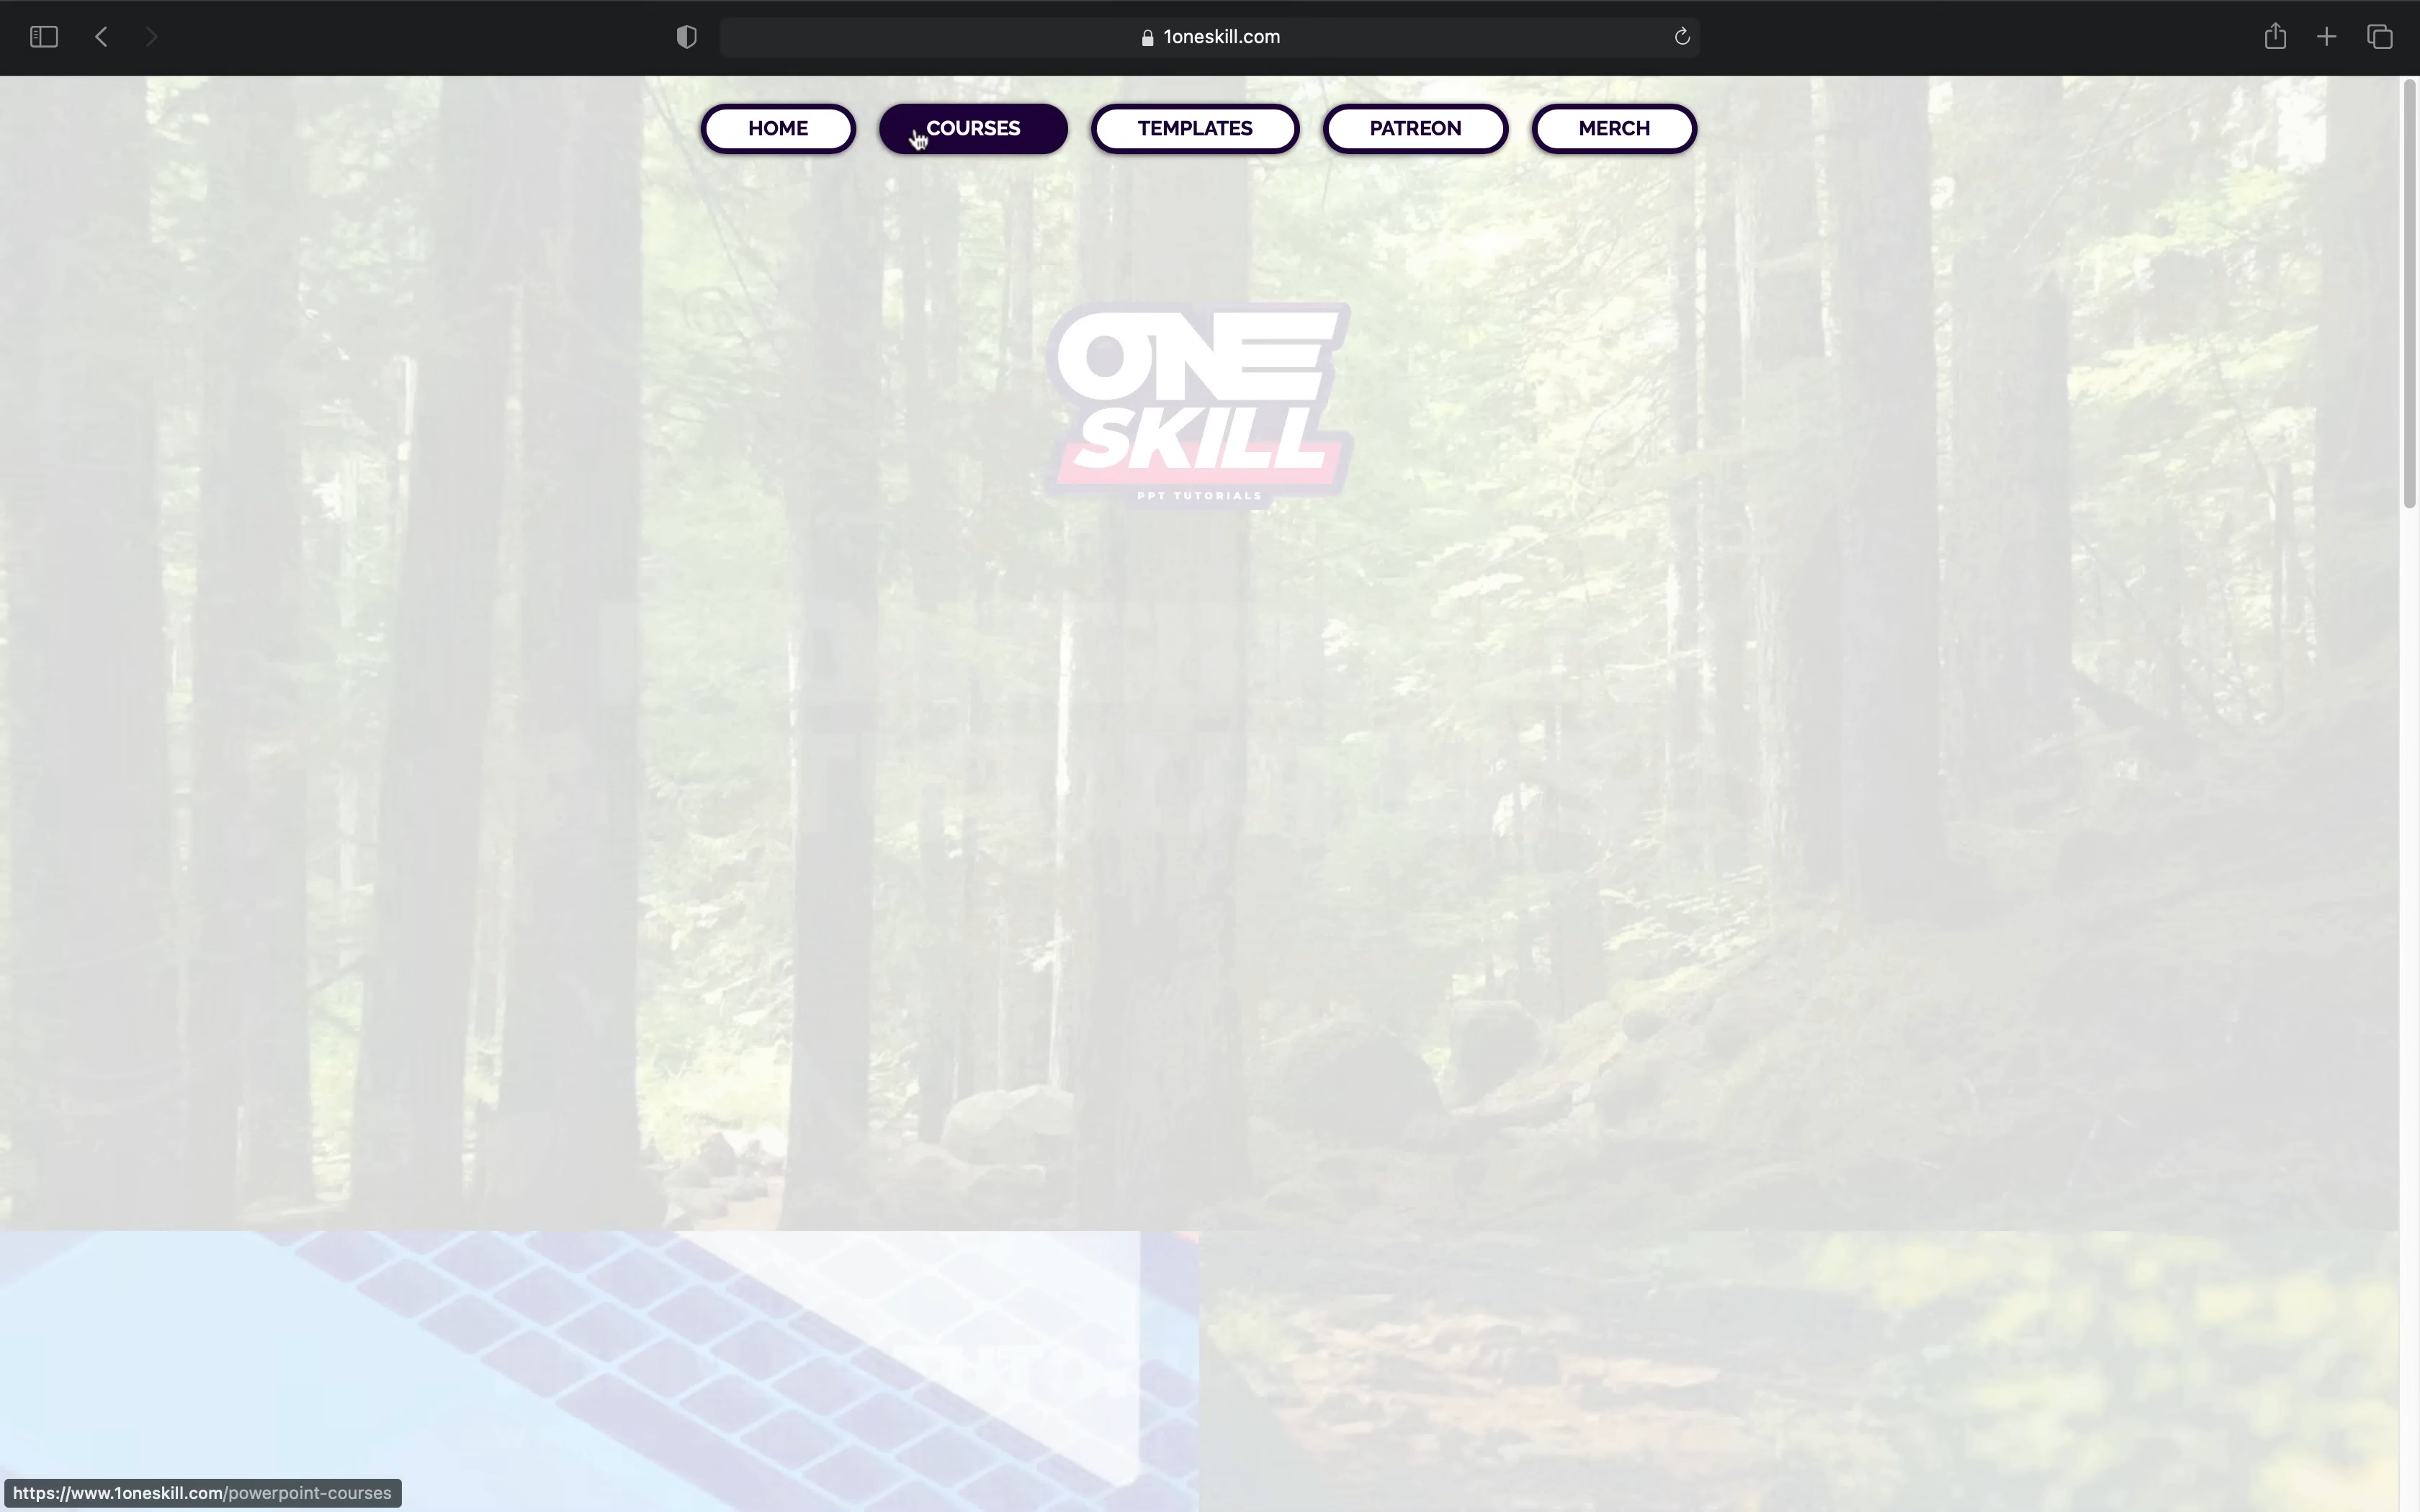 1oneskill.com
HOME COURSES TEMPLATES PATREON MERCH
ONE
SKILL
PPT TUTORIALS
https://www.1oneskill.com/powerpoint-courses